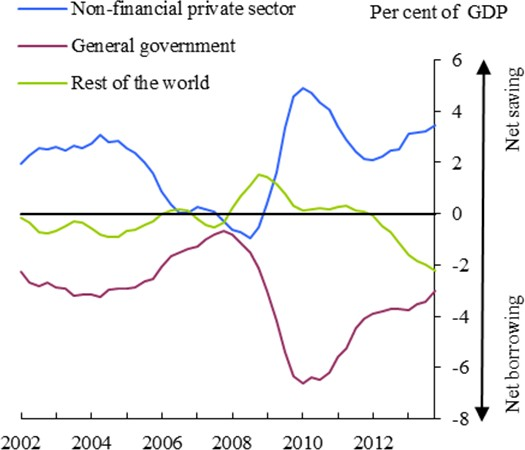 Non-financial private sector
Per cent of GDP
General government
Rest of the world
6
4
2
0
-2
-4
-6
-8
Net saving
Net borrowing
2002 2004 2006 2008 2010 2012